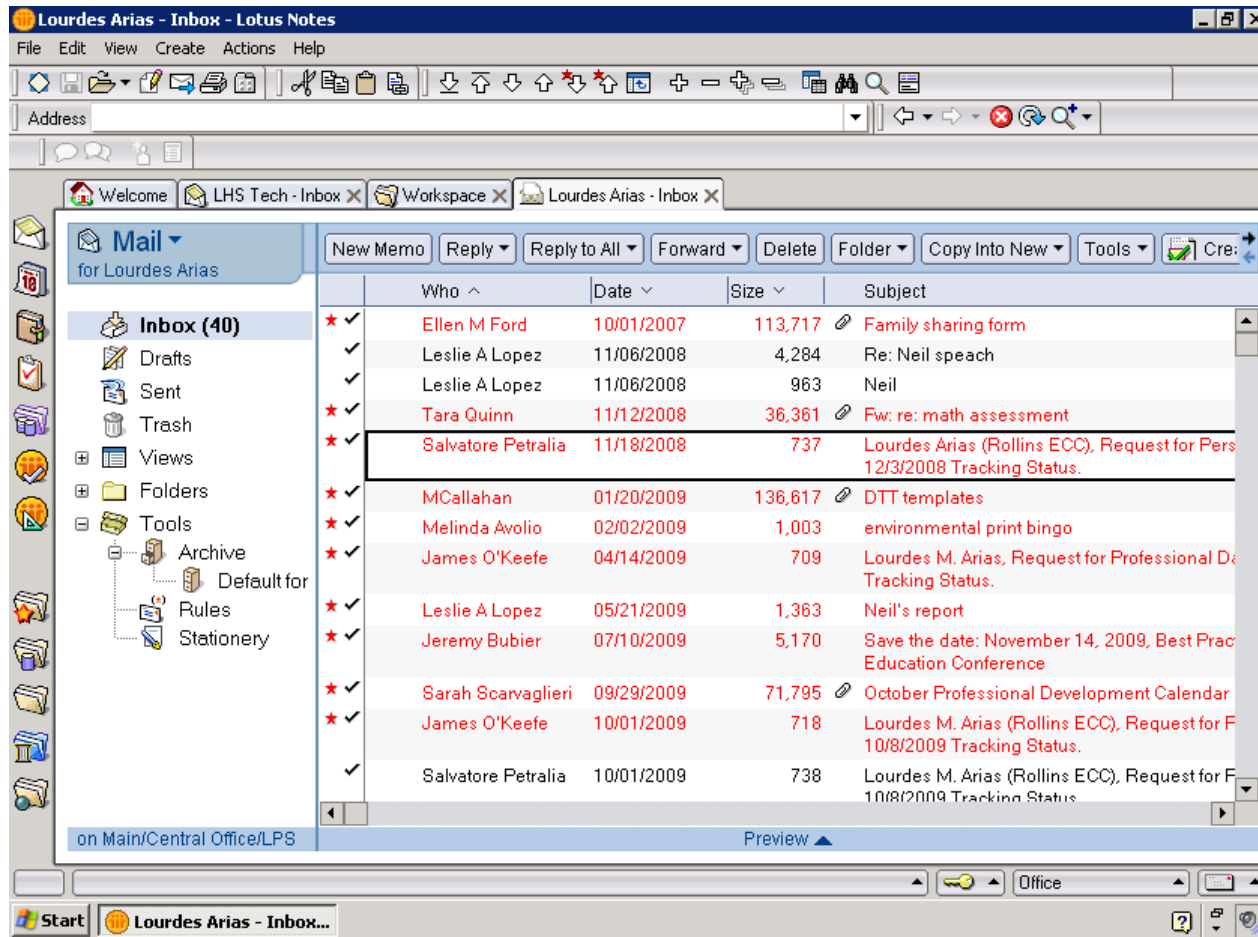 Lourdes Arias - Inbox - Lotus Notes
File Edit View Create Actions Help
Address
Welcome LHS Tech - Inbox Workspace Lourdes Arias - Inbox
Mail
for Lourdes Arias
New Memo Reply Reply to All Forward Delete Folder Copy Into New Tools Crea
Who Date Size Subject
Inbox (40)
Drafts
Sent
Trash
Views
Folders
Tools
Archive
Default for
Rules
Stationery
on Main/Central Office/LPS
Ellen M Ford 10/01/2007 113,717 Family sharing form
Leslie A Lopez 11/06/2008 4,284 Re: Neil speach
Leslie A Lopez 11/06/2008 963 Neil
Tara Quinn 11/12/2008 36,361 Fw: re: math assessment
Salvatore Petralia 11/18/2008 737 Lourdes Arias (Rollins ECC), Request for Pers
12/3/2008 Tracking Status.
MCallahan 01/20/2009 136,617 DTT templates
Melinda Avolio 02/02/2009 1,003 environmental print bingo
James O'Keefe 04/14/2009 709 Lourdes M. Arias, Request for Professional Da
Tracking Status.
Leslie A Lopez 05/21/2009 1,363 Neil's report
Jeremy Bubier 07/10/2009 5,170 Save the date: November 14, 2009, Best Prac
Education Conference
Sarah Scarvaglieri 09/29/2009 71,795 October Professional Development Calendar
James O'Keefe 10/01/2009 718 Lourdes M. Arias (Rollins ECC), Request for P
10/8/2009 Tracking Status.
Salvatore Petralia 10/01/2009 738 Lourdes M. Arias (Rollins ECC), Request for P
10/8/2009 Tracking Status
Preview
Office
Start Lourdes Arias - Inbox...